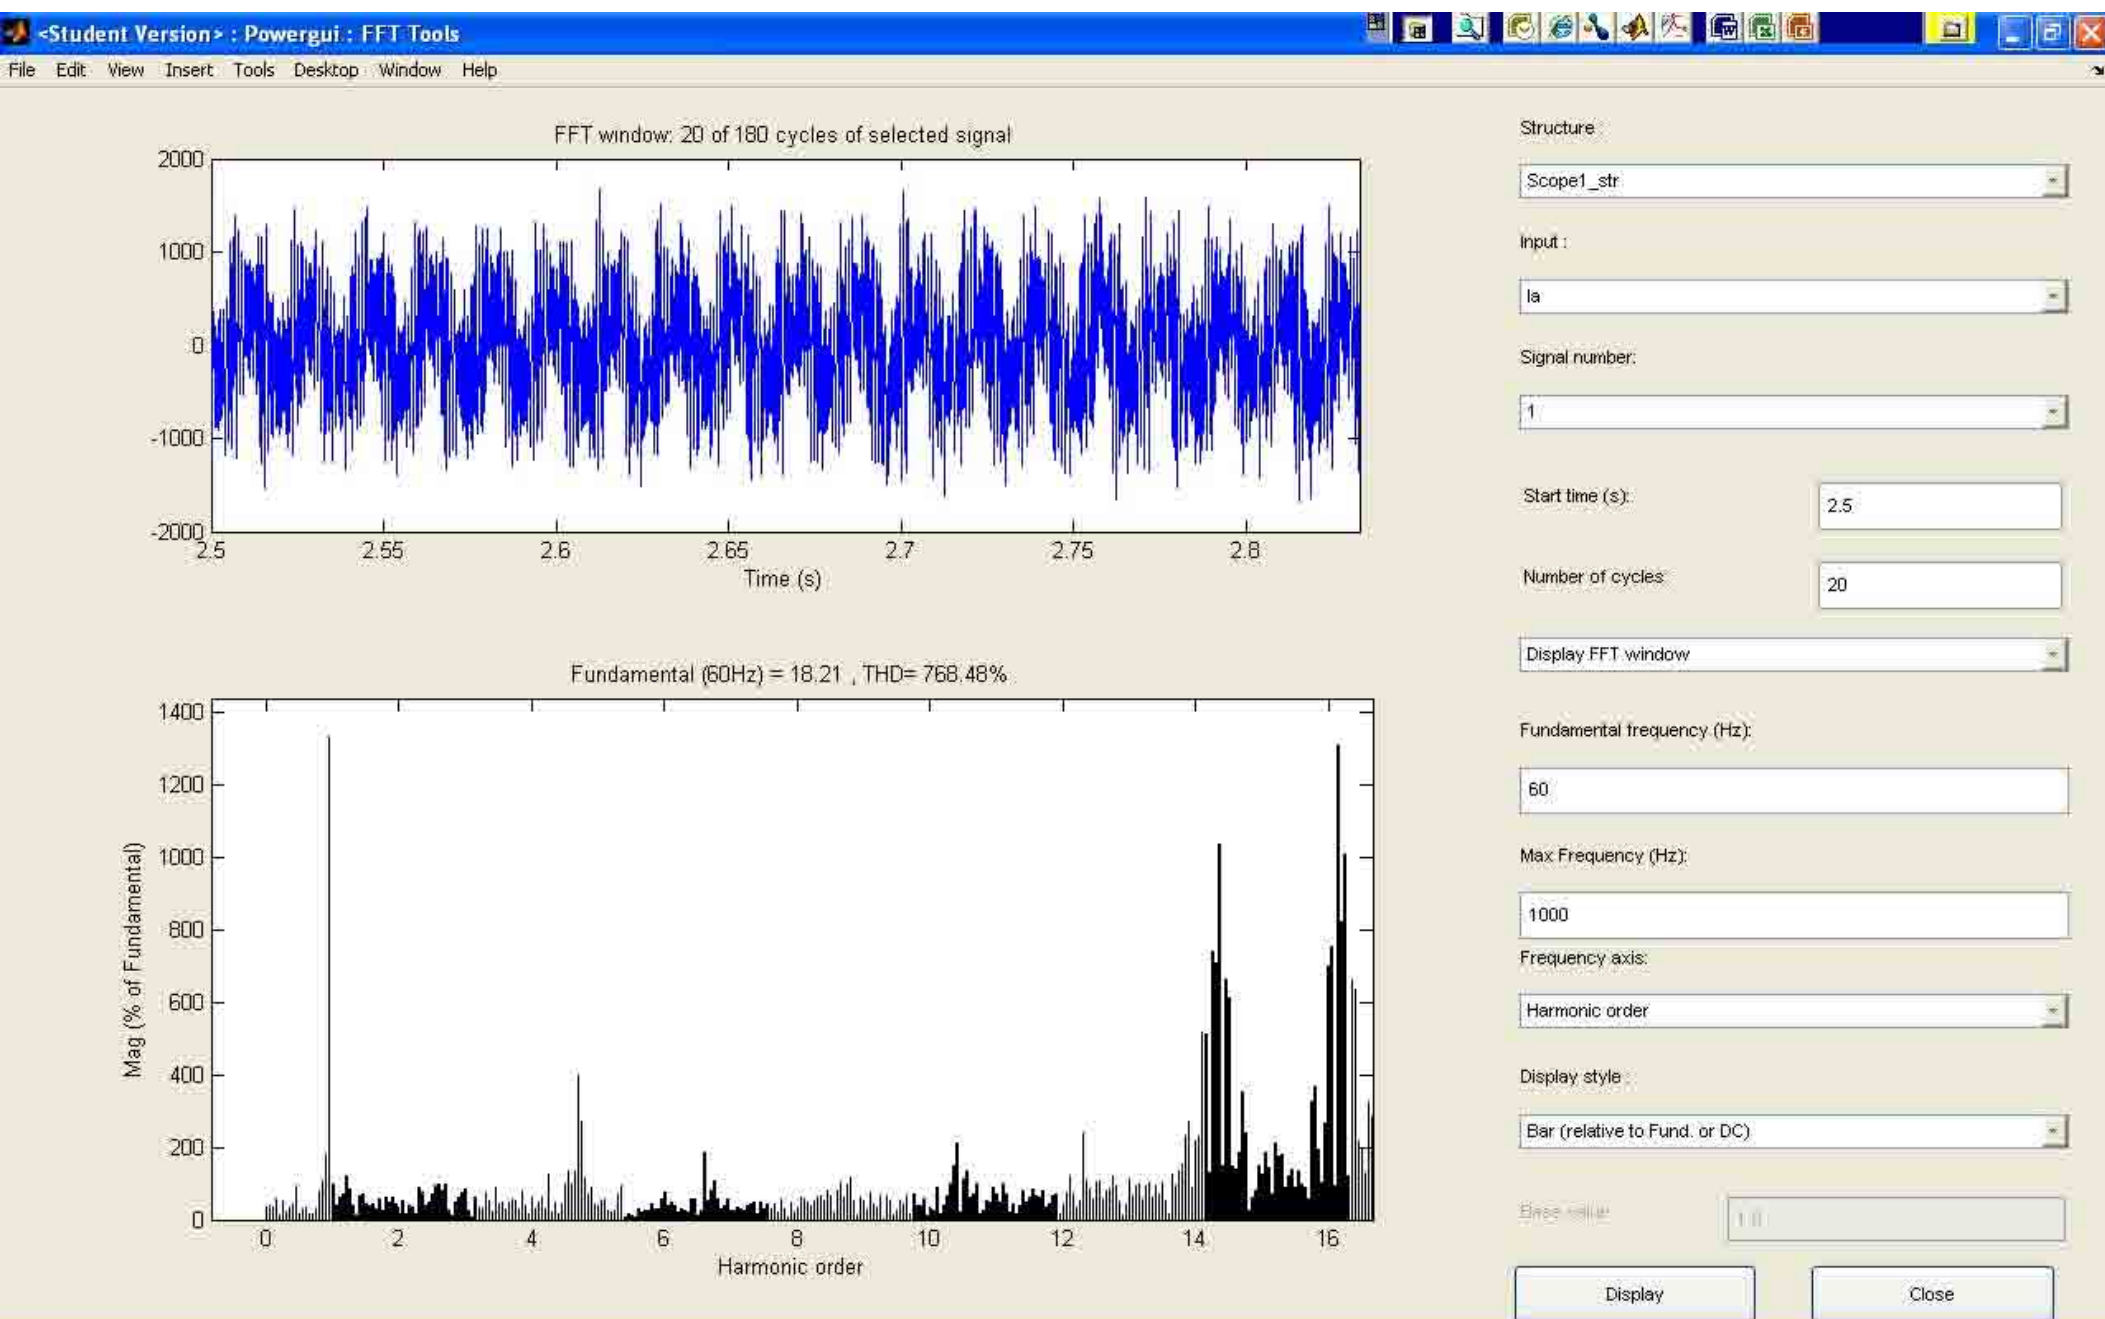 <Student Version> : Powergui : FFT Tools
File Edit View Insert Tools Desktop Window Help
FFT window: 20 of 180 cycles of selected signal
2000
1000
0
-1000
-2000
2.5 2.55 2.6 2.65 2.7 2.75 2.8
Time (s)
Fundamental (60Hz) = 18.21 , THD= 768.48%
1400
1200
1000
800
600
400
200
0
Mag (% of Fundamental)
0 2 4 6 8 10 12 14 16
Harmonic order
Structure :
Scope1_str
Input :
Ia
Signal number:
1
Start time (s): 2.5
Number of cycles: 20
Display FFT window
Fundamental frequency (Hz):
60
Max Frequency (Hz):
1000
Frequency axis:
Harmonic order
Display style :
Bar (relative to Fund. or DC)
Base value: 1.0
Display Close